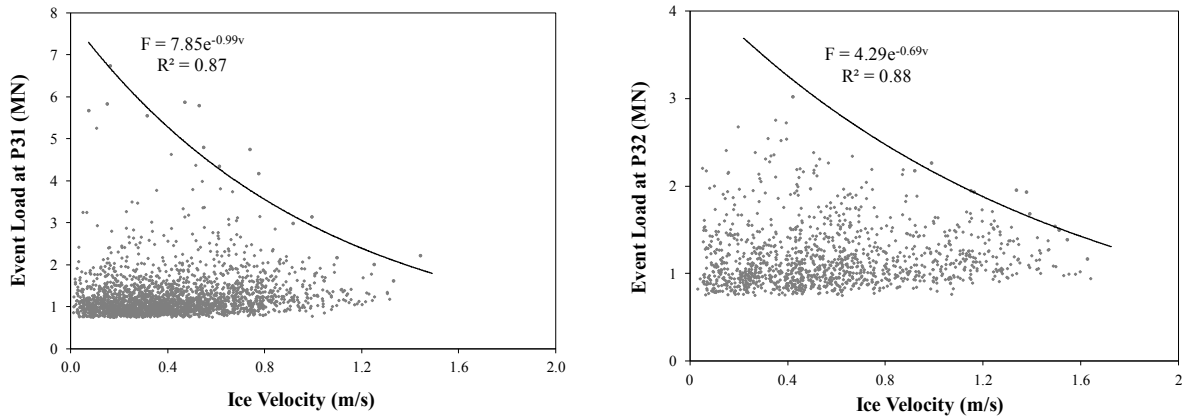 8
7
6
5
4
3
2
1
0
Event Load at P31 (MN)
F = 7.85e-0.99v
R² = 0.87
0.0 0.4 0.8 1.2 1.6 2.0
Ice Velocity (m/s)
4
3
2
1
0
Event Load at P32 (MN)
F = 4.29e-0.69v
R² = 0.88
0 0.4 0.8 1.2 1.6 2
Ice Velocity (m/s)